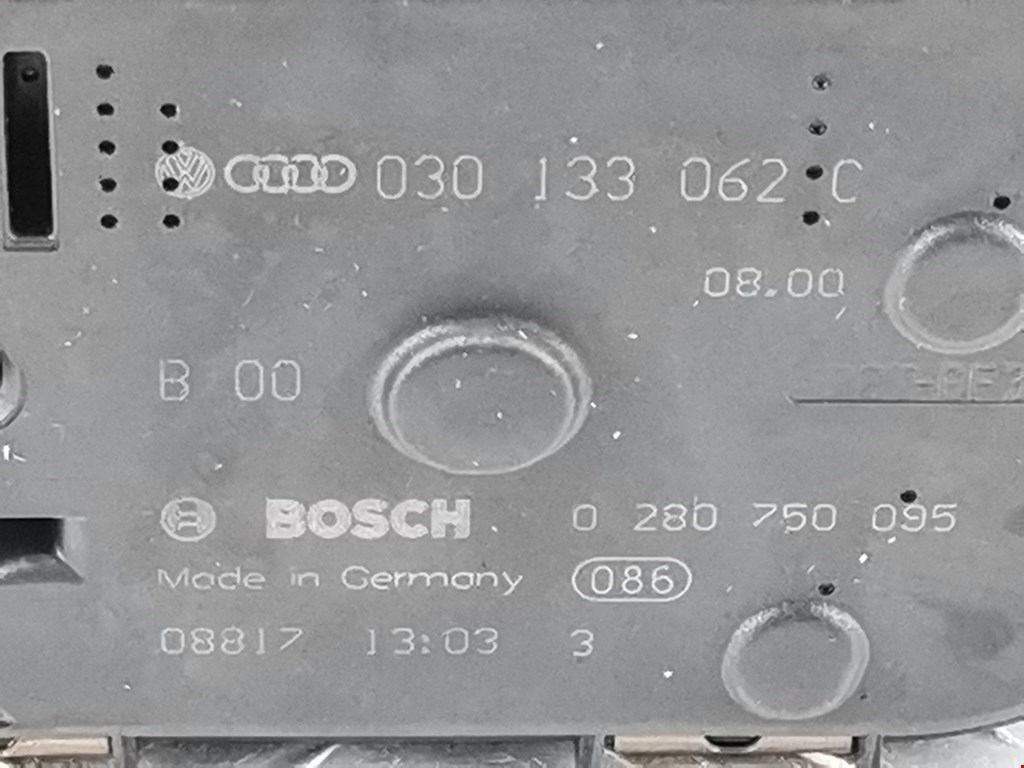 030 133 062 C
08.00
B 00
BOSCH 0 280 750 095
Made in Germany 086
08817 13:03 3